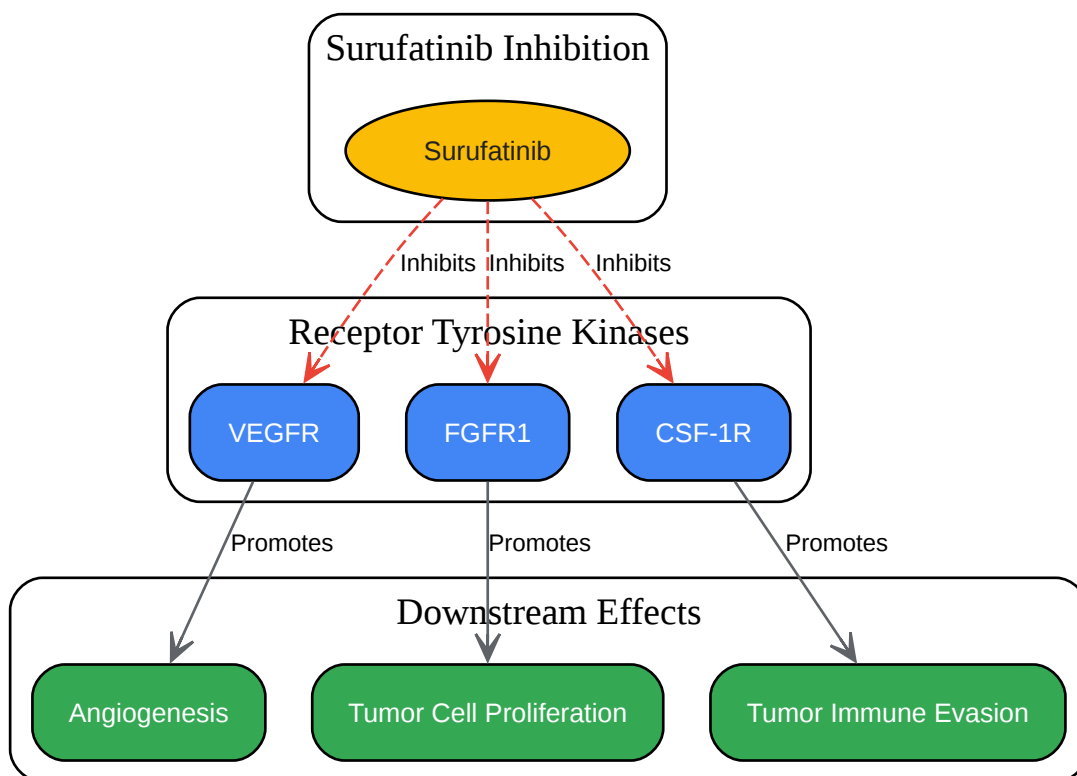 Surufatinib Inhibition
Surufatinib
Inhibits Inhibits Inhibits
Receptor Tyrosine Kinases
VEGFR FGFR1 CSF-1R
Promotes Promotes Promotes
Downstream Effects
Angiogenesis Tumor Cell Proliferation Tumor Immune Evasion